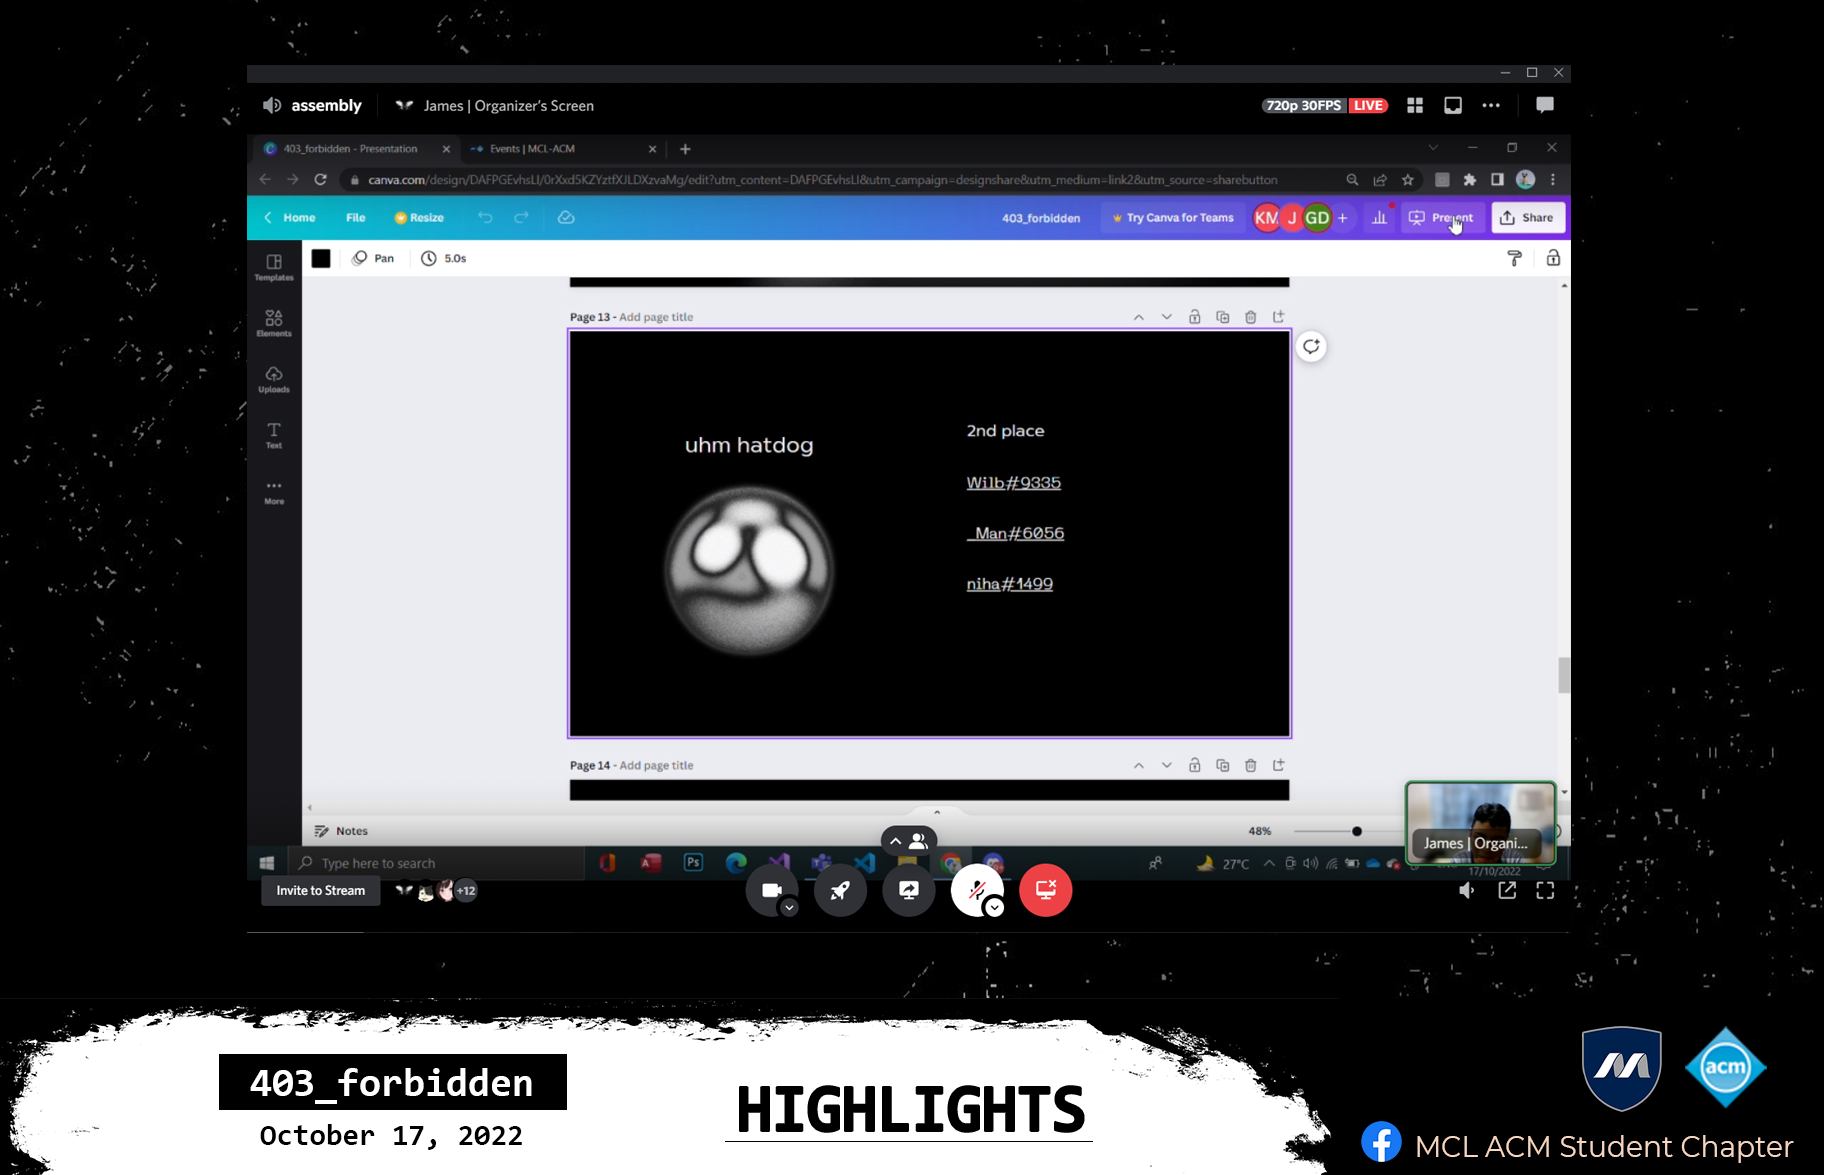 assembly
James | Organizer's Screen
720p 30FPS LIVE
403_forbidden - Presentation
Events | MCL-ACM
canva.com/design/DAFPGEvhsLI/0rXxd5KZYztfXJLDXzvaMg/edit?utm_content=DAFPGEvhsLI&utm_campaign=designshare&utm_medium=link2&utm_source=sharebutton
Home File Resize
403_forbidden
Try Canva for Teams
KM J GD +
Present
Share
Templates
Pan
5.0s
Elements
Uploads
Text
More
Page 13 - Add page title
uhm hatdog
2nd place
Wilb#9335
_Man#6056
niha#1499
Page 14 - Add page title
Notes
48%
James | Organi...
Type here to search
Ps
27°C
17/10/2022
Invite to Stream
+12
403_forbidden
October 17, 2022
HIGHLIGHTS
acm
MCL ACM Student Chapter